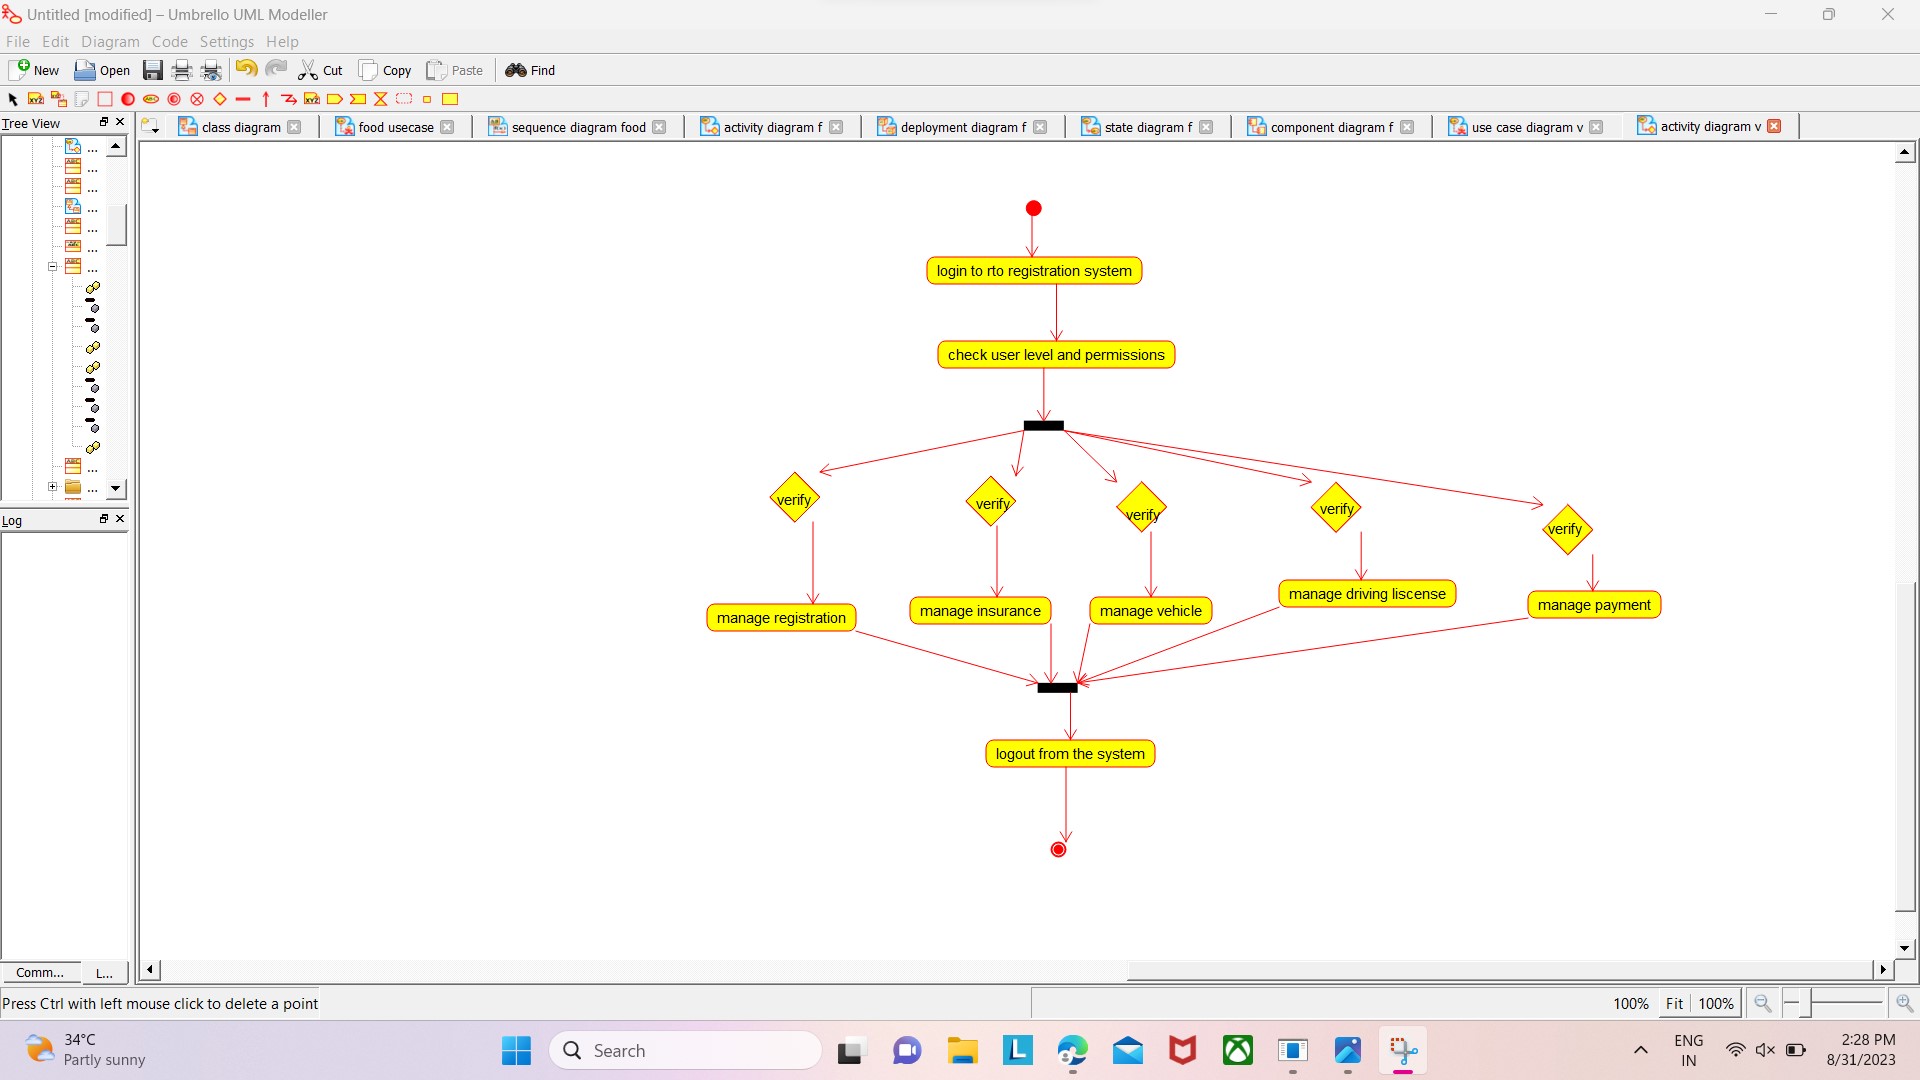 Untitled [modified] – Umbrello UML Modeller
File Edit Diagram Code Settings Help
New Open Cut Copy Paste Find
Tree View
class diagram food usecase sequence diagram food activity diagram f deployment diagram f state diagram f component diagram f use case diagram v activity diagram v
login to rto registration system
check user level and permissions
verify verify verify verify verify
manage registration manage insurance manage vehicle manage driving liscense manage payment
logout from the system
Log
Comm... L...
Press Ctrl with left mouse click to delete a point
100% Fit 100%
34°C
Partly sunny
Search
ENG
IN
2:28 PM
8/31/2023